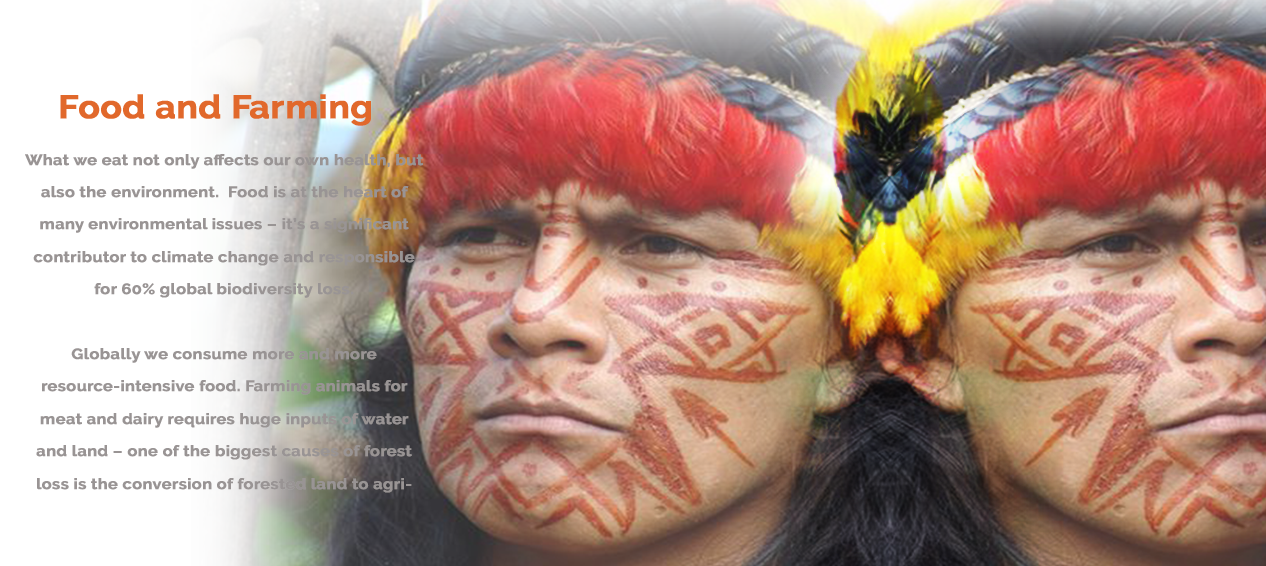 Food and Farming
What we eat not only affects our own health, but
also the environment.  Food is at the heart of
many environmental issues – it's a significant
contributor to climate change and responsible
for 60% global biodiversity loss.
Globally we consume more and more
resource-intensive food. Farming animals for
meat and dairy requires huge inputs of water
and land – one of the biggest causes of forest
loss is the conversion of forested land to agri-